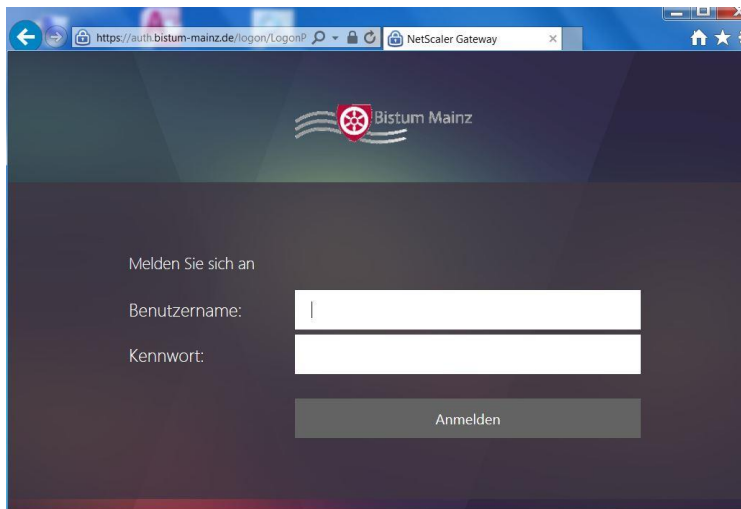 https://auth.bistum-mainz.de/logon/LogonP
NetScaler Gateway
Bistum Mainz
Melden Sie sich an
Benutzername:
Kennwort:
Anmelden